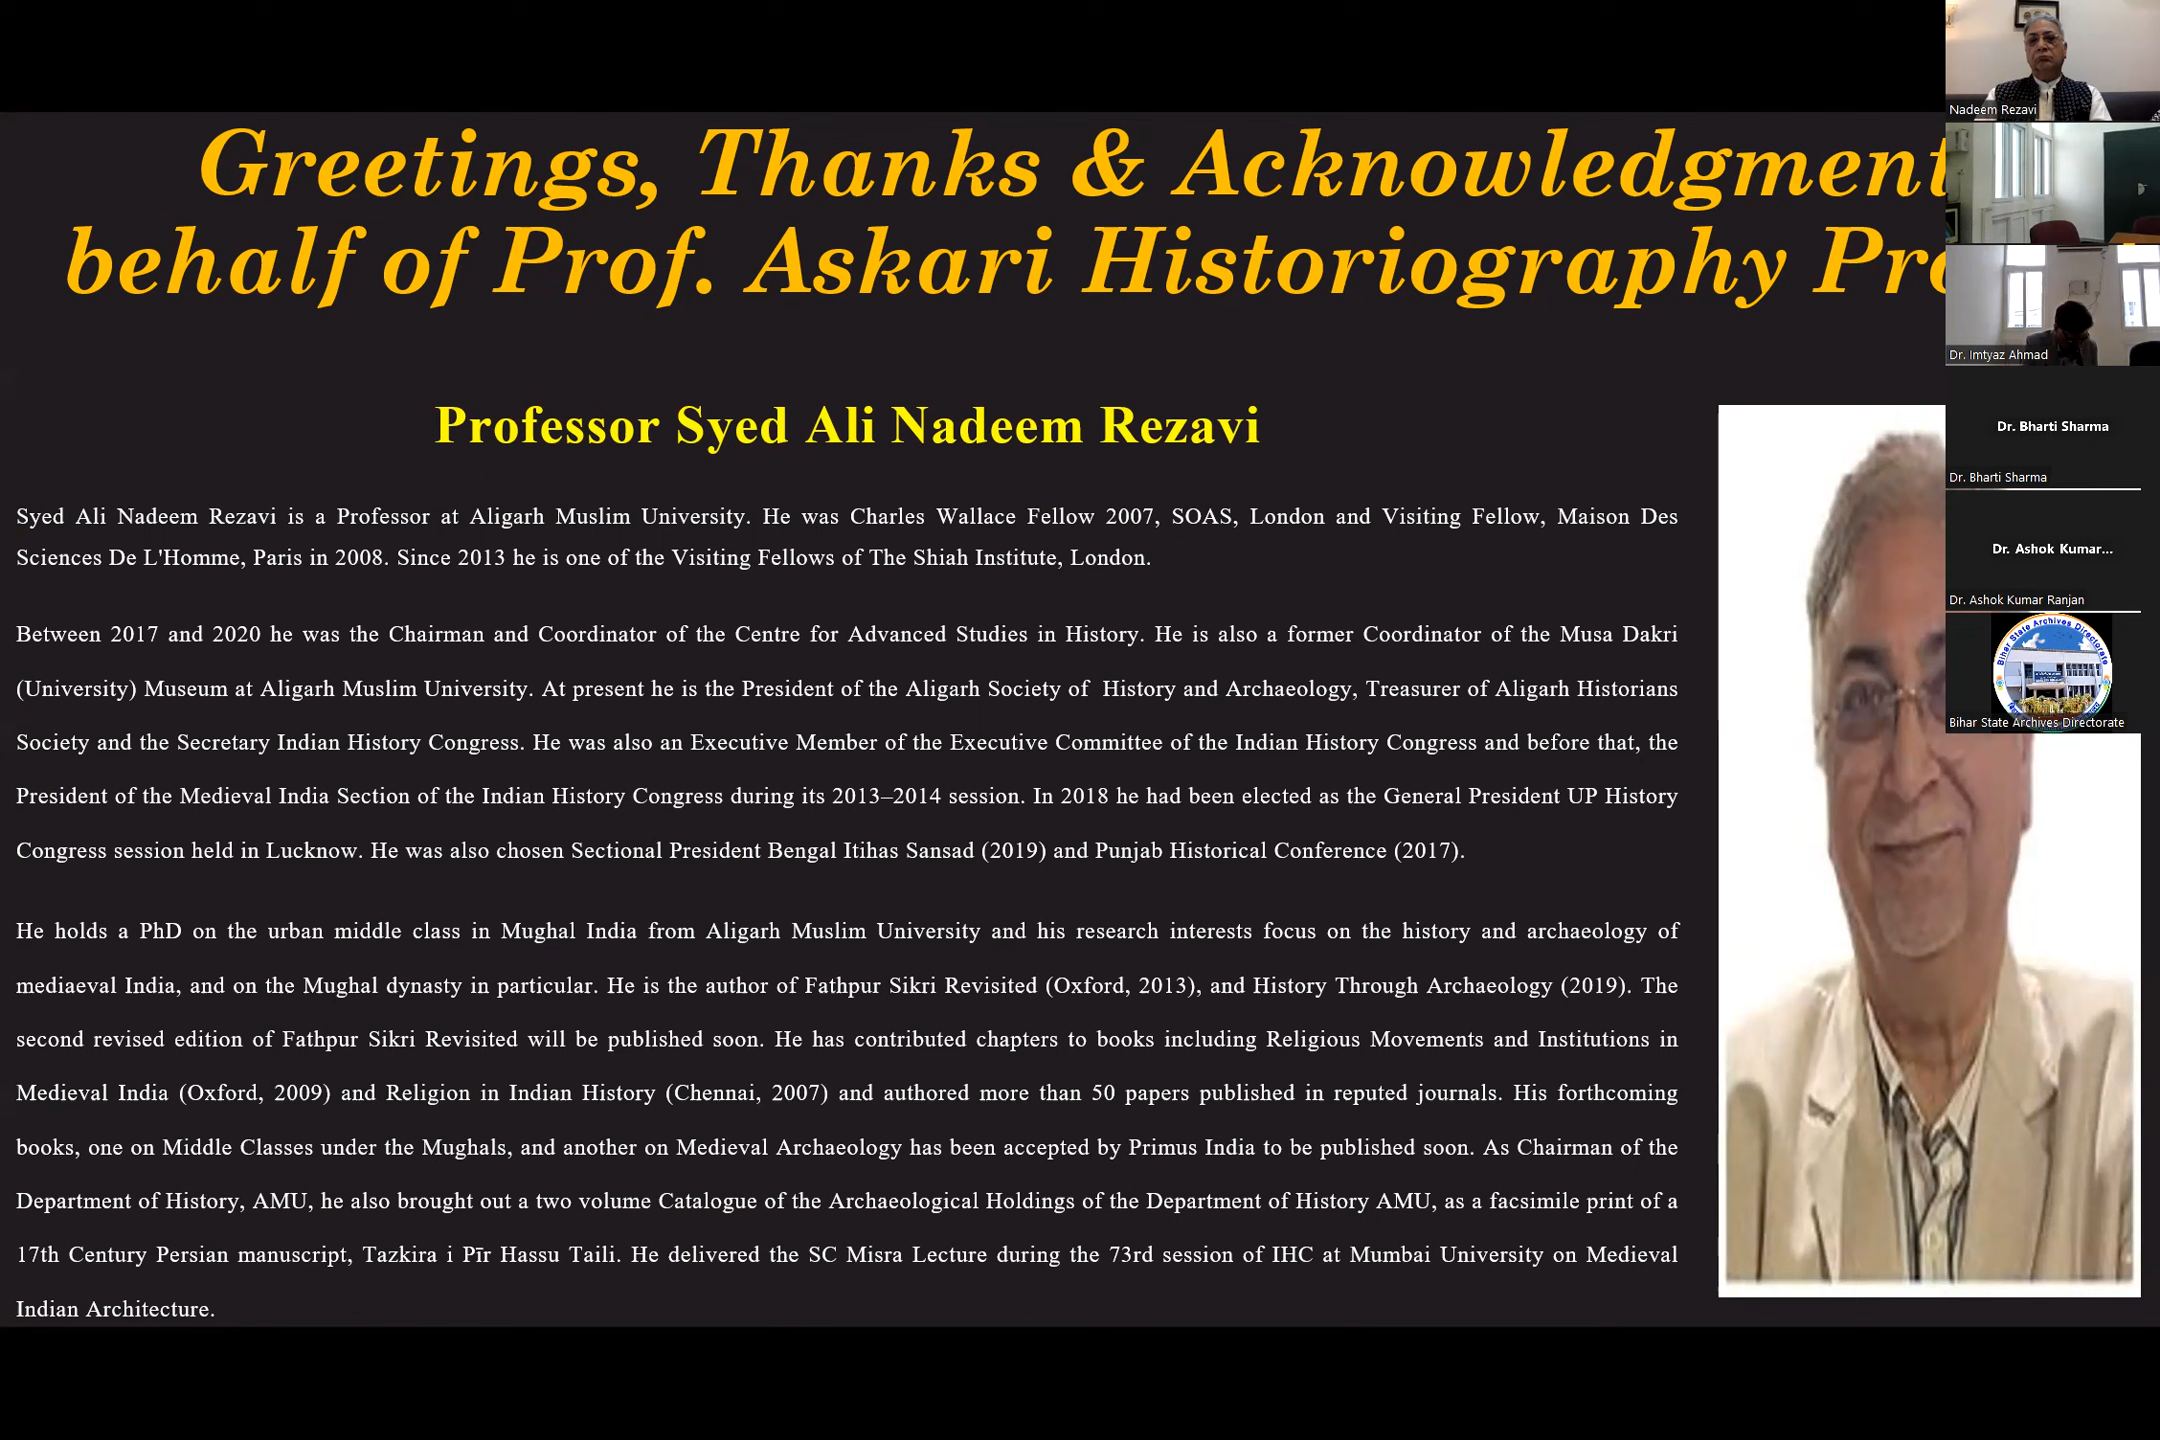 Greetings, Thanks & Acknowledgment
behalf of Prof. Askari Historiography
Professor Syed Ali Nadeem Rezavi
Syed Ali Nadeem Rezavi is a Professor at Aligarh Muslim University. He was Charles Wallace Fellow 2007, SOAS, London and Visiting Fellow, Maison Des
Sciences De L'Homme, Paris in 2008. Since 2013 he is one of the Visiting Fellows of The Shiah Institute, London.
Between 2017 and 2020 he was the Chairman and Coordinator of the Centre for Advanced Studies in History. He is also a former Coordinator of the Musa Dakri
(University) Museum at Aligarh Muslim University. At present he is the President of the Aligarh Society of History and Archaeology, Treasurer of Aligarh Historians
Society and the Secretary Indian History Congress. He was also an Executive Member of the Executive Committee of the Indian History Congress and before that, the
President of the Medieval India Section of the Indian History Congress during its 2013–2014 session. In 2018 he had been elected as the General President UP History
Congress session held in Lucknow. He was also chosen Sectional President Bengal Itihas Sansad (2019) and Punjab Historical Conference (2017).
He holds a PhD on the urban middle class in Mughal India from Aligarh Muslim University and his research interests focus on the history and archaeology of
mediaeval India, and on the Mughal dynasty in particular. He is the author of Fathpur Sikri Revisited (Oxford, 2013), and History Through Archaeology (2019). The
second revised edition of Fathpur Sikri Revisited will be published soon. He has contributed chapters to books including Religious Movements and Institutions in
Medieval India (Oxford, 2009) and Religion in Indian History (Chennai, 2007) and authored more than 50 papers published in reputed journals. His forthcoming
books, one on Middle Classes under the Mughals, and another on Medieval Archaeology has been accepted by Primus India to be published soon. As Chairman of the
Department of History, AMU, he also brought out a two volume Catalogue of the Archaeological Holdings of the Department of History AMU, as a facsimile print of a
17th Century Persian manuscript, Tazkira i Pīr Hassu Taili. He delivered the SC Misra Lecture during the 73rd session of IHC at Mumbai University on Medieval
Indian Architecture.
Nadeem Rezavi
Dr. Imtyaz Ahmad
Dr. Bharti Sharma
Dr. Bharti Sharma
Dr. Ashok Kumar...
Dr. Ashok Kumar Ranjan
Bihar State Archives Directorate
Bihar State Archives Directorate